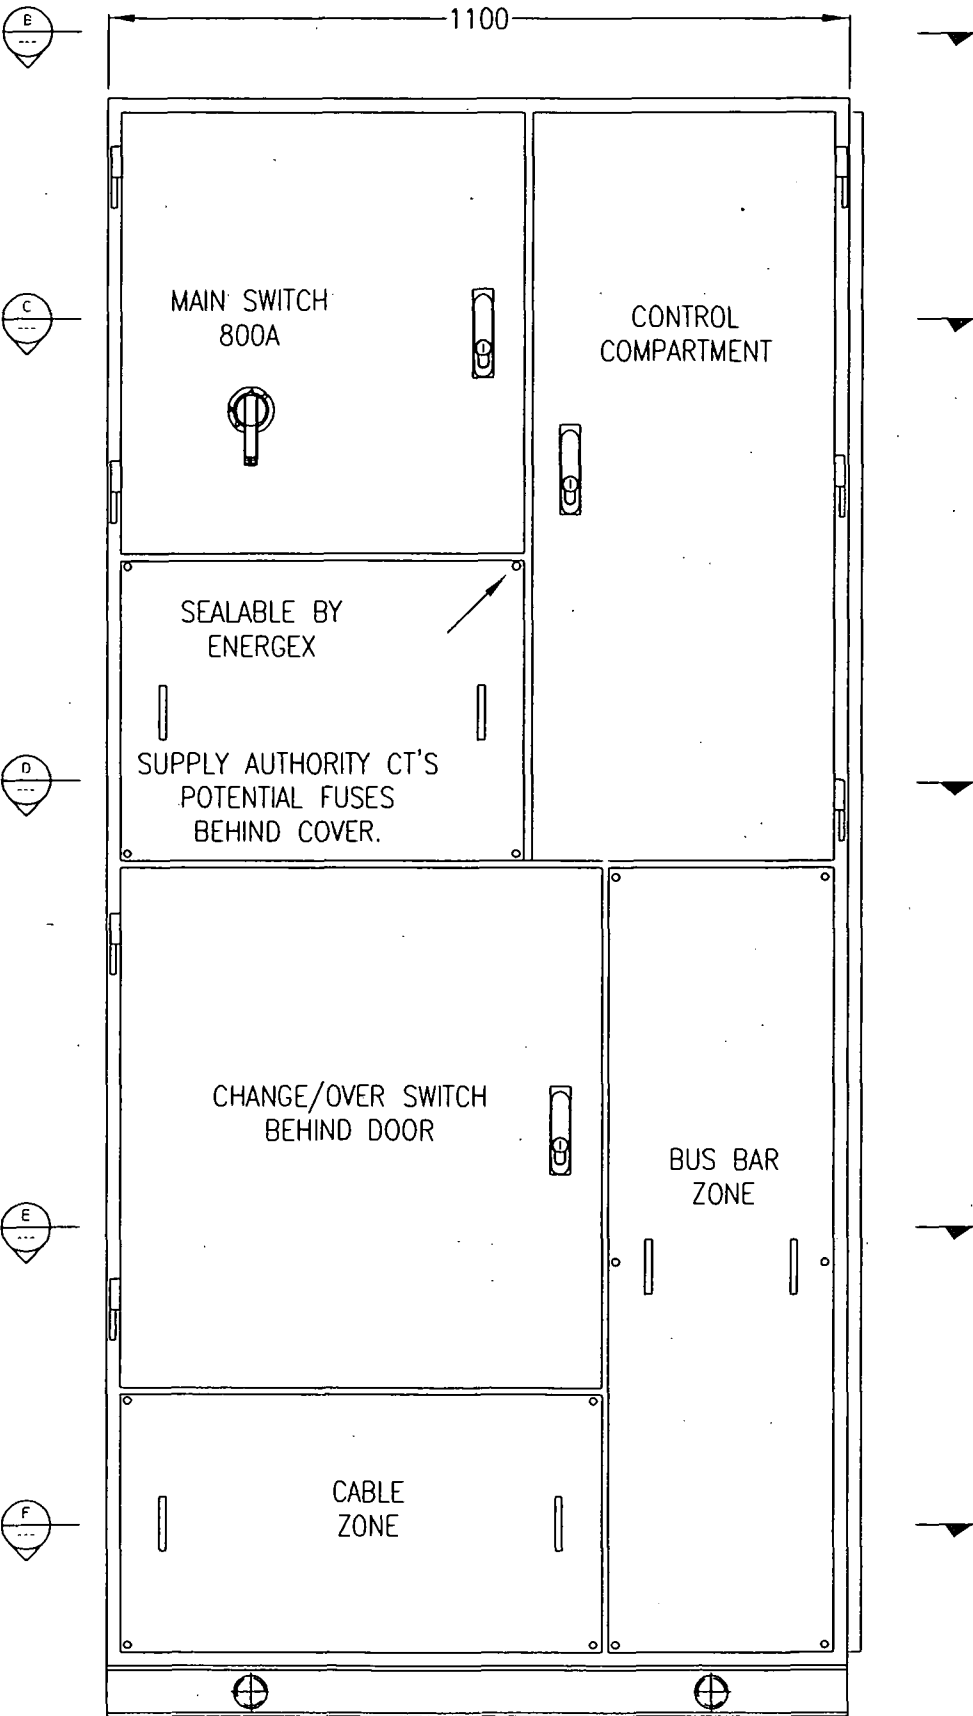 B
---
1100
C
---
MAIN SWITCH
800A
CONTROL
COMPARTMENT
SEALABLE BY
ENERGEX
D
---
SUPPLY AUTHORITY CT'S
POTENTIAL FUSES
BEHIND COVER.
CHANGE/OVER SWITCH
BEHIND DOOR
BUS BAR
ZONE
E
---
CABLE
ZONE
F
---